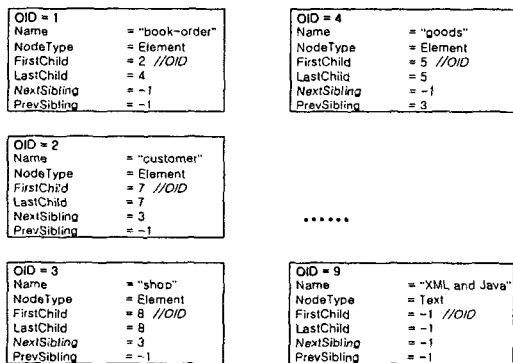 OID = 1
Name = "book-order"
NodeType = Element
FirstChild = 2 //OID
LastChild = 4
NextSibling = -1
PrevSibling = -1
OID = 2
Name = "customer"
NodeType = Element
FirstChild = 7 //OID
LastChild = 7
NextSibling = 3
PrevSibling = -1
OID = 3
Name = "shop"
NodeType = Element
FirstChild = 8 //OID
LastChild = 8
NextSibling = 3
PrevSibling = -1
OID = 4
Name = "goods"
NodeType = Element
FirstChild = 5 //OID
LastChild = 5
NextSibling = -1
PrevSibling = 3
......
OID = 9
Name = "XML and Java"
NodeType = Text
FirstChild = -1 //OID
LastChild = -1
NextSibling = -1
PrevSibling = -1